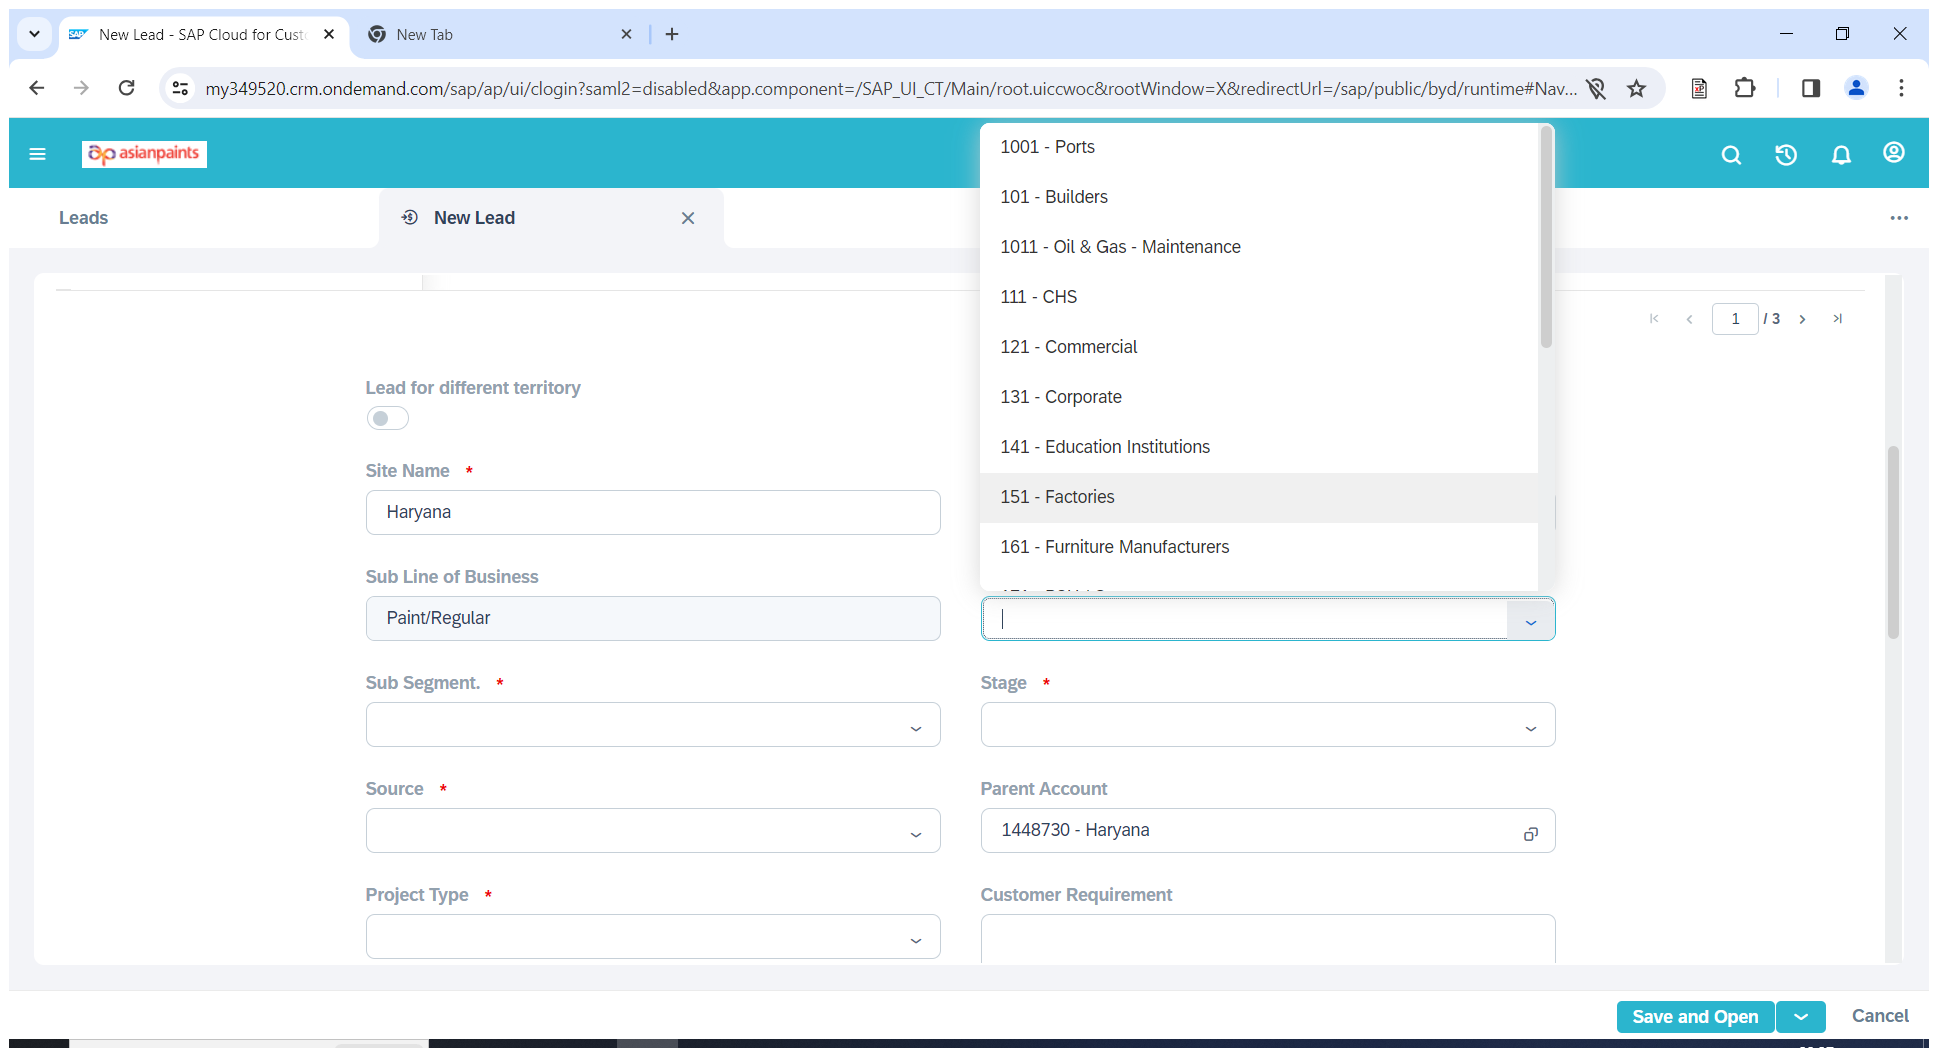 New Lead - SAP Cloud for Cust
New Tab
my349520.crm.ondemand.com/sap/ap/ui/clogin?saml2=disabled&app.component=/SAP_UI_CT/Main/root.uiccwoc&rootWindow=X&redirectUrl=/sap/public/byd/runtime#Nav...
asianpaints
Leads
New Lead
1001 - Ports
101 - Builders
1011 - Oil & Gas - Maintenance
111 - CHS
121 - Commercial
131 - Corporate
141 - Education Institutions
151 - Factories
161 - Furniture Manufacturers
1 / 3
Lead for different territory
Site Name *
Haryana
Sub Line of Business
Paint/Regular
Sub Segment. *
Stage *
Source *
Parent Account
1448730 - Haryana
Project Type *
Customer Requirement
Save and Open
Cancel